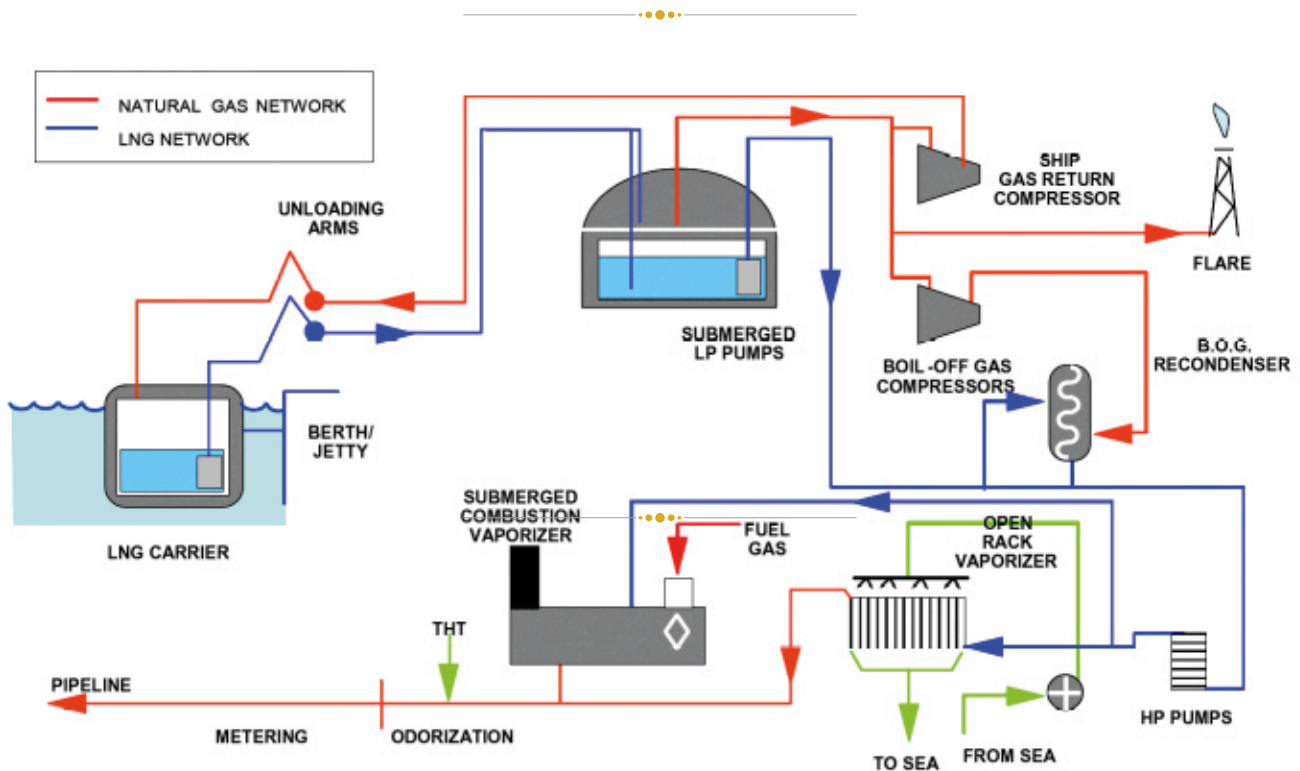 NATURAL GAS NETWORK
LNG NETWORK
UNLOADING
ARMS
SHIP
GAS RETURN
COMPRESSOR
FLARE
SUBMERGED
LP PUMPS
BOIL-OFF GAS
COMPRESSORS
B.O.G.
RECONDENSER
BERTH/
JETTY
LNG CARRIER
SUBMERGED
COMBUSTION
VAPORIZER
FUEL
GAS
OPEN
RACK
VAPORIZER
THT
PIPELINE
METERING
ODORIZATION
TO SEA
FROM SEA
HP PUMPS